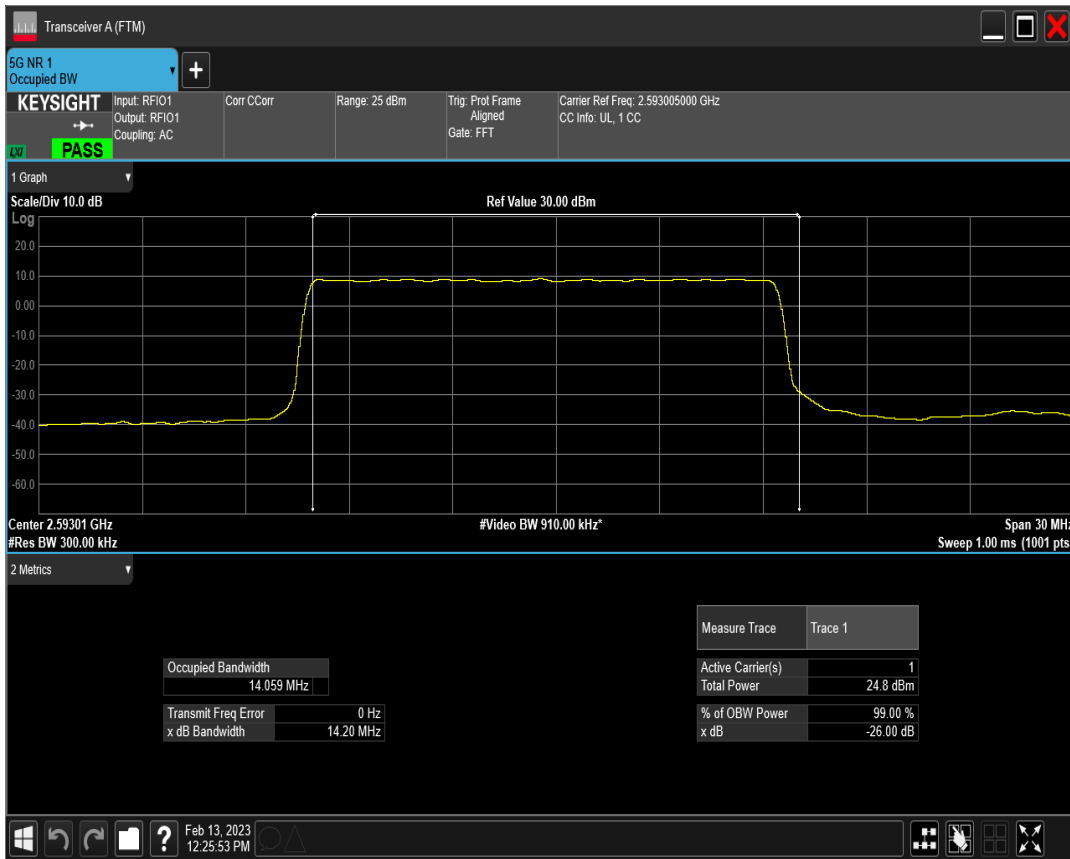 Transceiver A (FTM)
5G NR 1
Occupied BW
+
KEYSIGHT
LXI
PASS
Input: RFIO1
Output: RFIO1
Coupling: AC
Corr CCorr
Range: 25 dBm
Trig: Prot Frame
Aligned
Gate: FFT
Carrier Ref Freq: 2.593005000 GHz
CC Info: UL, 1 CC
1 Graph
Scale/Div 10.0 dB
Ref Value 30.00 dBm
Log
20.0
10.0
0.00
-10.0
-20.0
-30.0
-40.0
-50.0
-60.0
Center 2.59301 GHz
#Video BW 910.00 kHz*
Span 30 MHz
#Res BW 300.00 kHz
Sweep 1.00 ms (1001 pts
2 Metrics
Measure Trace Trace 1
Occupied Bandwidth
14.059 MHz
Active Carrier(s) 1
Total Power 24.8 dBm
Transmit Freq Error 0 Hz
x dB Bandwidth 14.20 MHz
% of OBW Power 99.00 %
x dB -26.00 dB
?
Feb 13, 2023
12:25:53 PM